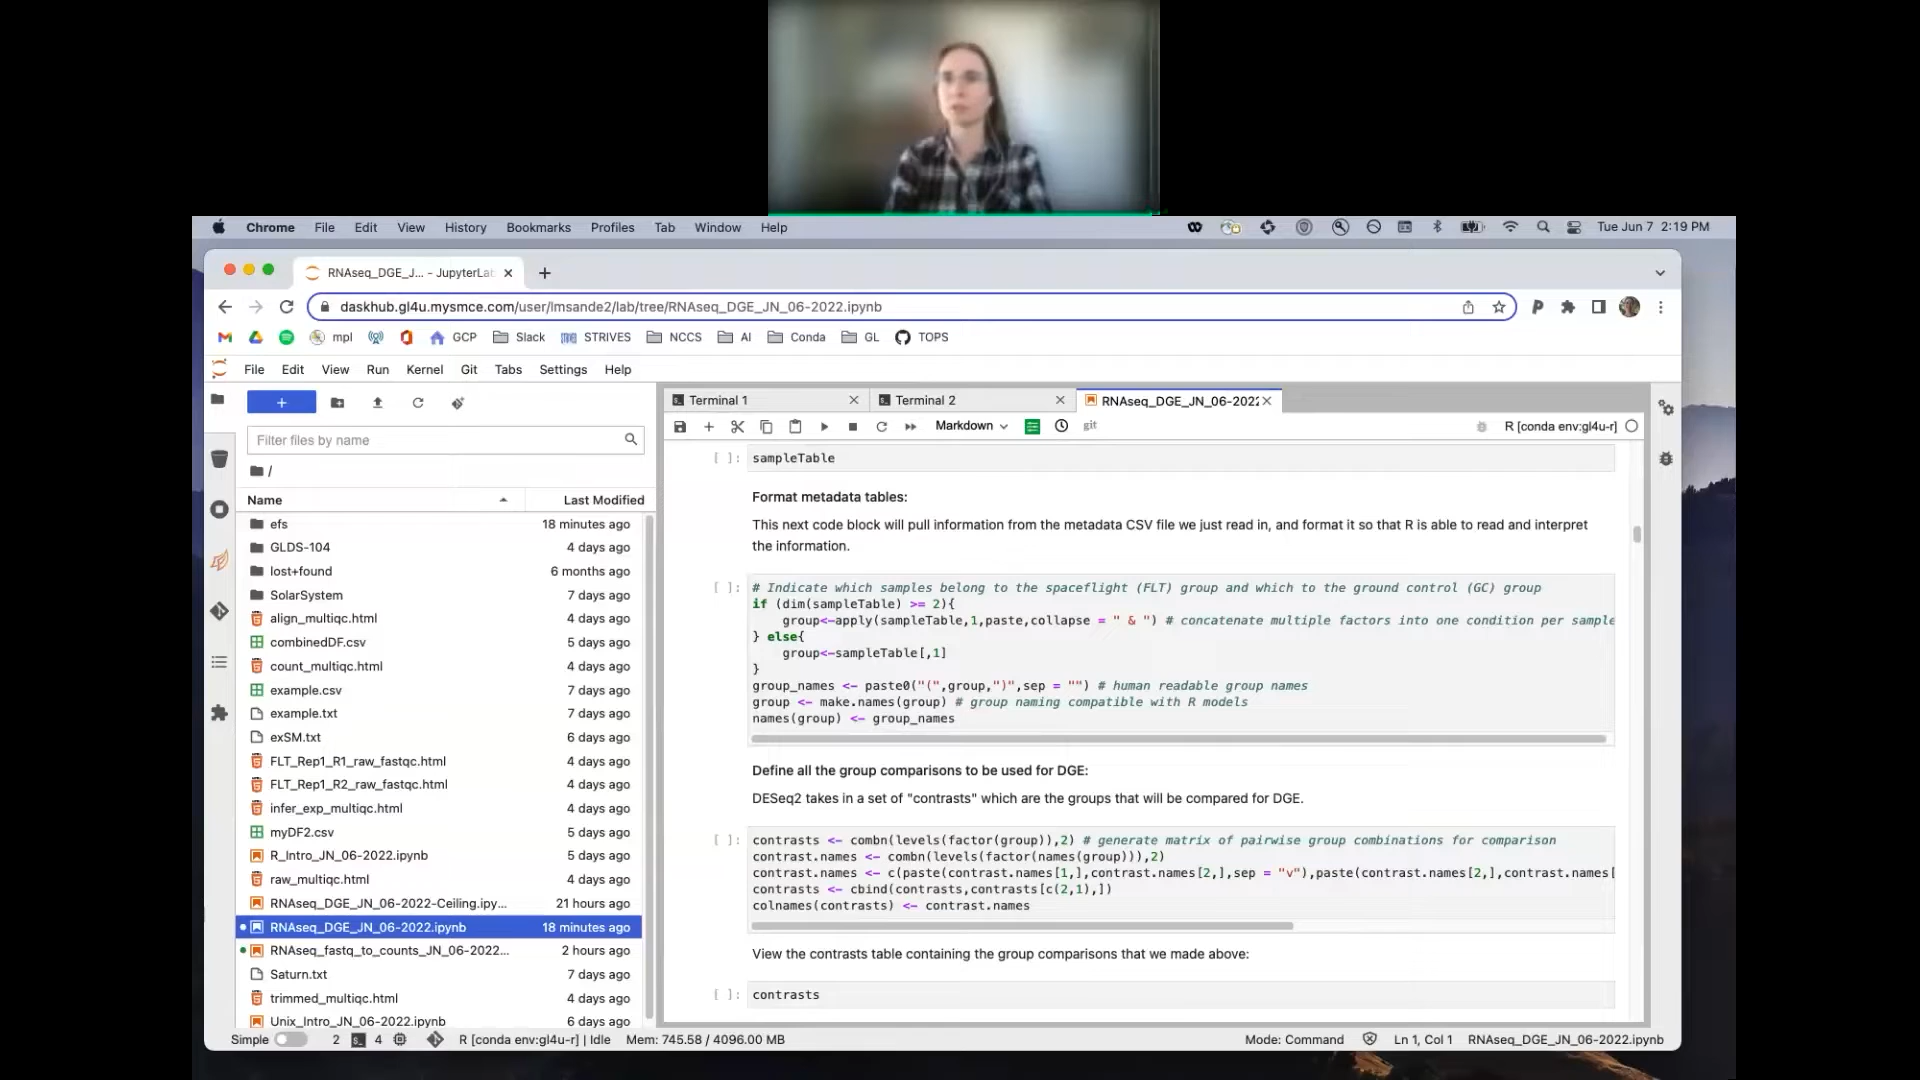 Chrome File Edit View History Bookmarks Profiles Tab Window Help Tue Jun 7 2:19 PM
RNAseq_DGE_J... - JupyterLab
daskhub.gl4u.mysmce.com/user/lmsande2/lab/tree/RNAseq_DGE_JN_06-2022.ipynb
mpl GCP Slack STRIVES NCCS AI Conda GL TOPS
File Edit View Run Kernel Git Tabs Settings Help
Filter files by name
/
Name Last Modified
efs 18 minutes ago
GLDS-104 4 days ago
lost+found 6 months ago
SolarSystem 7 days ago
align_multiqc.html 4 days ago
combinedDF.csv 5 days ago
count_multiqc.html 4 days ago
example.csv 7 days ago
example.txt 7 days ago
exSM.txt 6 days ago
FLT_Rep1_R1_raw_fastqc.html 4 days ago
FLT_Rep1_R2_raw_fastqc.html 4 days ago
infer_exp_multiqc.html 4 days ago
myDF2.csv 5 days ago
R_Intro_JN_06-2022.ipynb 5 days ago
raw_multiqc.html 4 days ago
RNAseq_DGE_JN_06-2022-Ceiling.ipy... 21 hours ago
RNAseq_DGE_JN_06-2022.ipynb 18 minutes ago
RNAseq_fastq_to_counts_JN_06-2022... 2 hours ago
Saturn.txt 7 days ago
trimmed_multiqc.html 4 days ago
Unix_Intro_JN_06-2022.ipynb 6 days ago
Terminal 1 Terminal 2 RNAseq_DGE_JN_06-2022
Markdown git R [conda env:gl4u-r]
[ ]: sampleTable
Format metadata tables:
This next code block will pull information from the metadata CSV file we just read in, and format it so that R is able to read and interpret
the information.
[ ]: # Indicate which samples belong to the spaceflight (FLT) group and which to the ground control (GC) group
if (dim(sampleTable) >= 2){
group<-apply(sampleTable,1,paste,collapse = " & ") # concatenate multiple factors into one condition per sample
} else{
group<-sampleTable[,1]
}
group_names <- paste0("(",group,")",sep = "") # human readable group names
group <- make.names(group) # group naming compatible with R models
names(group) <- group_names
Define all the group comparisons to be used for DGE:
DESeq2 takes in a set of "contrasts" which are the groups that will be compared for DGE.
[ ]: contrasts <- combn(levels(factor(group)),2) # generate matrix of pairwise group combinations for comparison
contrast.names <- combn(levels(factor(names(group))),2)
contrast.names <- c(paste(contrast.names[1,],contrast.names[2,],sep = "v"),paste(contrast.names[2,],contrast.names[
contrasts <- cbind(contrasts,contrasts[c(2,1),])
colnames(contrasts) <- contrast.names
View the contrasts table containing the group comparisons that we made above:
[ ]: contrasts
Simple 2 4 R [conda env:gl4u-r] | Idle Mem: 745.58 / 4096.00 MB Mode: Command Ln 1, Col 1 RNAseq_DGE_JN_06-2022.ipynb